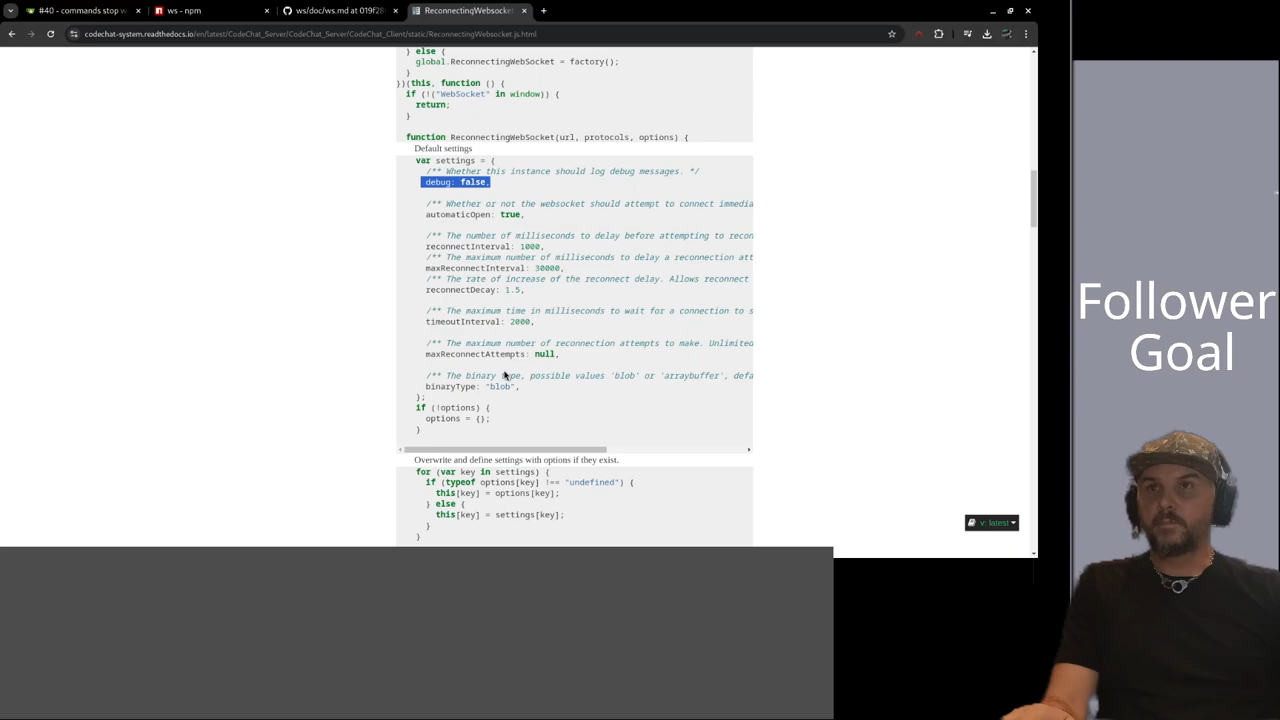 #40 - commands stop w
ws - npm
ws/doc/ws.md at 019f28
ReconnectingWebsocket
codechat-system.readthedocs.io/en/latest/CodeChat_Server/CodeChat_Server/CodeChat_Client/static/ReconnectingWebsocket.js.html
} else {
global.ReconnectingWebSocket = factory();
}
})(this, function () {
if (!("WebSocket" in window)) {
return;
}
function ReconnectingWebSocket(url, protocols, options) {
Default settings
var settings = {
/** Whether this instance should log debug messages. */
debug: false,
/** Whether or not the websocket should attempt to connect immedia
automaticOpen: true,
/** The number of milliseconds to delay before attempting to recon
reconnectInterval: 1000,
/** The maximum number of milliseconds to delay a reconnection att
maxReconnectInterval: 30000,
/** The rate of increase of the reconnect delay. Allows reconnect
reconnectDecay: 1.5,
/** The maximum time in milliseconds to wait for a connection to s
timeoutInterval: 2000,
/** The maximum number of reconnection attempts to make. Unlimited
maxReconnectAttempts: null,
/** The binary type, possible values 'blob' or 'arraybuffer', defa
binaryType: "blob",
};
if (!options) {
options = {};
}
Overwrite and define settings with options if they exist.
for (var key in settings) {
if (typeof options[key] !== "undefined") {
this[key] = options[key];
} else {
this[key] = settings[key];
}
}
v: latest
Follower
Goal